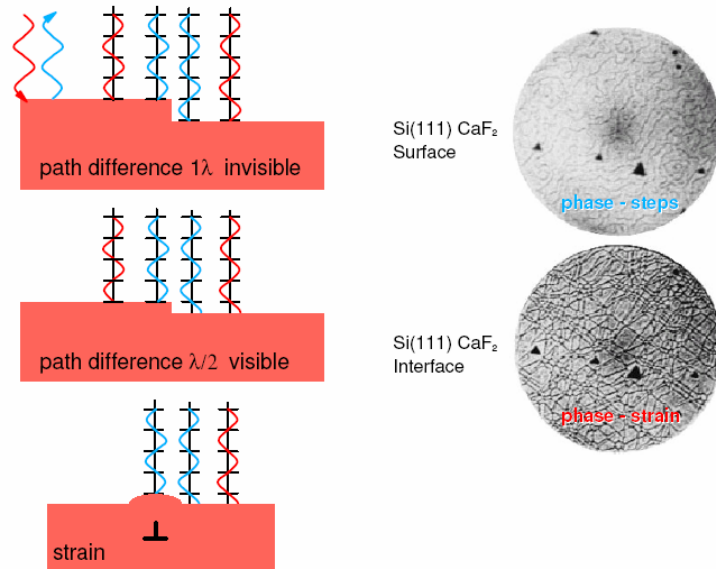 path difference 1λ invisible
Si(111) CaF₂
Surface
phase - steps
path difference λ/2 visible
Si(111) CaF₂
Interface
phase - strain
strain